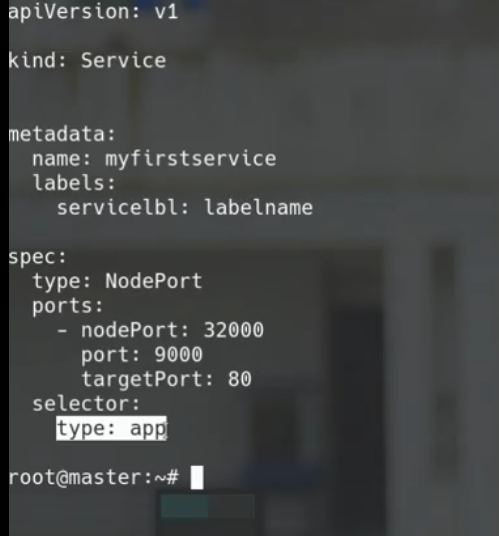 apiVersion: v1
kind: Service
metadata:
  name: myfirstservice
  labels:
    servicelbl: labelname
spec:
  type: NodePort
  ports:
    - nodePort: 32000
      port: 9000
      targetPort: 80
  selector:
    type: app
root@master:~#